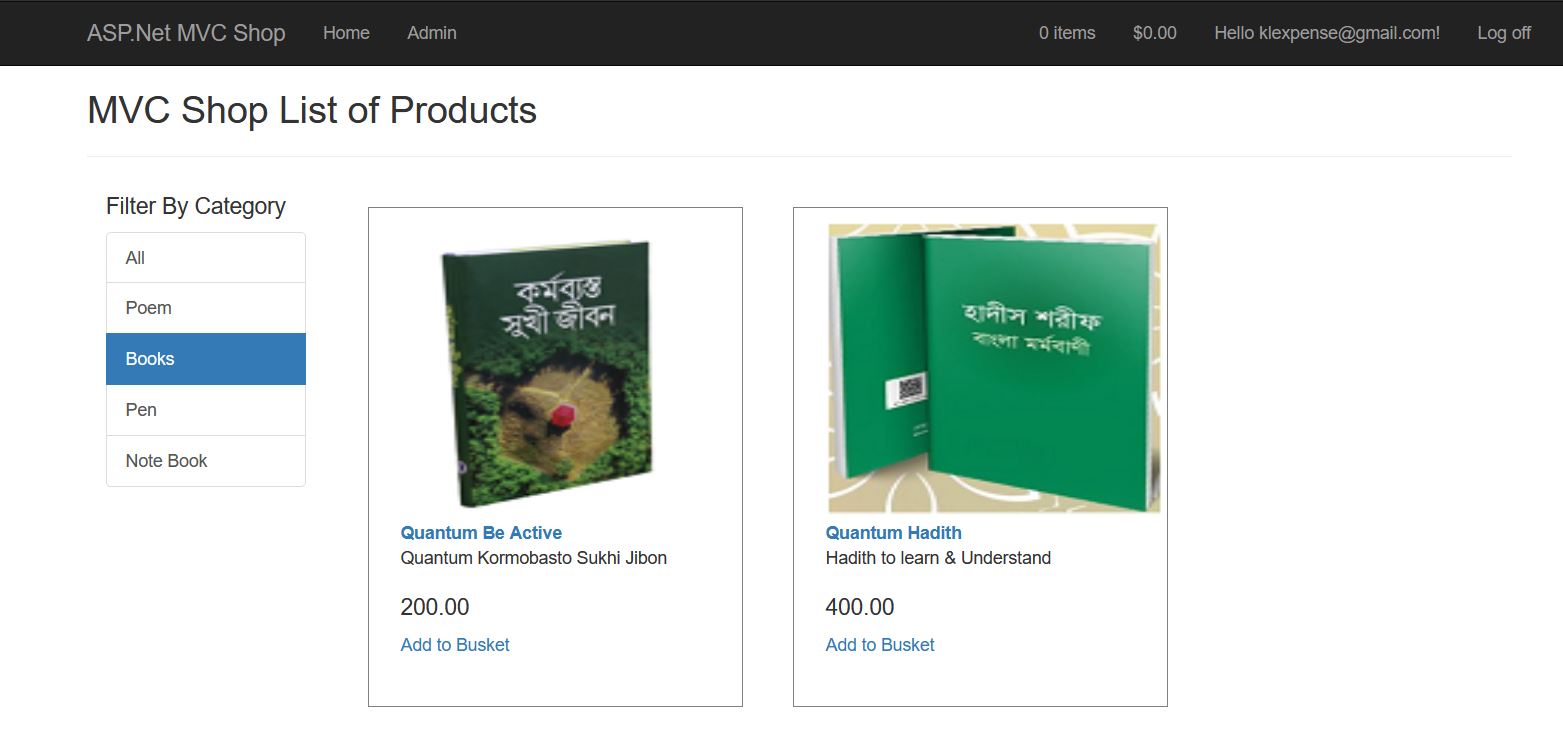 ASP.Net MVC Shop Home Admin 0 items $0.00 Hello klexpense@gmail.com! Log off
MVC Shop List of Products
Filter By Category
All
Poem
Books
Pen
Note Book
কর্মব্যস্ত
সুখী জীবন
Quantum Be Active
Quantum Kormobasto Sukhi Jibon
200.00
Add to Busket
হাদীস শরীফ
বাংলা মর্মবাণী
Quantum Hadith
Hadith to learn & Understand
400.00
Add to Busket